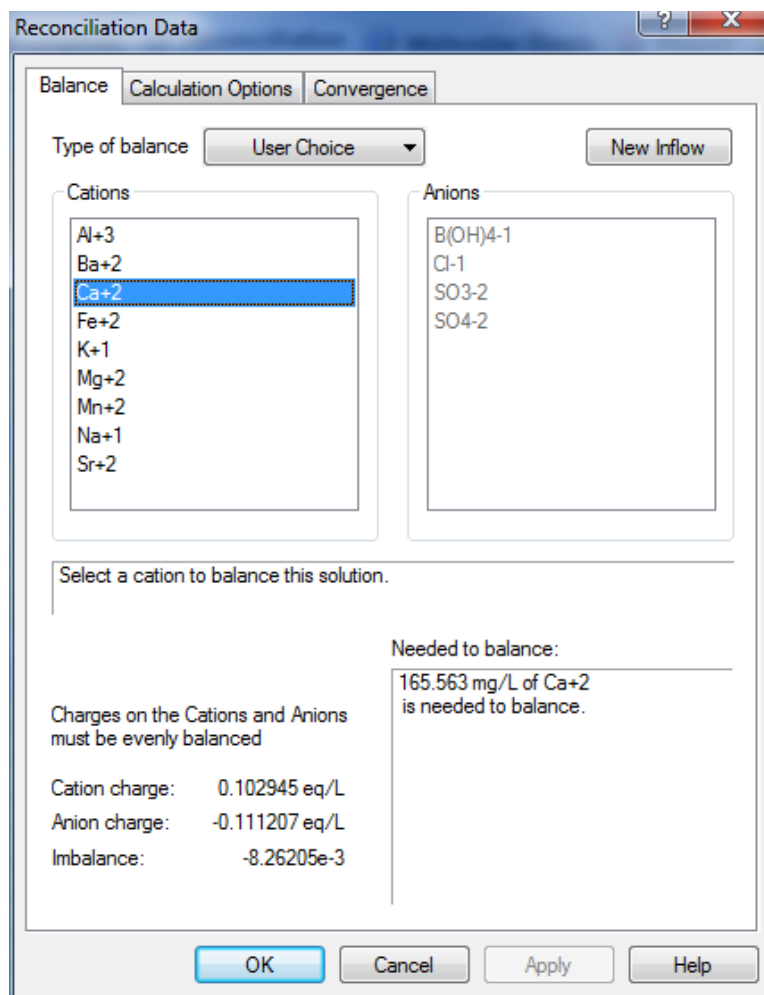 Reconciliation Data
?
X
Balance
Calculation Options
Convergence
Type of balance
User Choice
New Inflow
Cations
Al+3
Ba+2
Ca+2
Fe+2
K+1
Mg+2
Mn+2
Na+1
Sr+2
Anions
B(OH)4-1
Cl-1
SO3-2
SO4-2
Select a cation to balance this solution.
Charges on the Cations and Anions
must be evenly balanced
Cation charge: 0.102945 eq/L
Anion charge: -0.111207 eq/L
Imbalance: -8.26205e-3
Needed to balance:
165.563 mg/L of Ca+2
is needed to balance.
OK
Cancel
Apply
Help